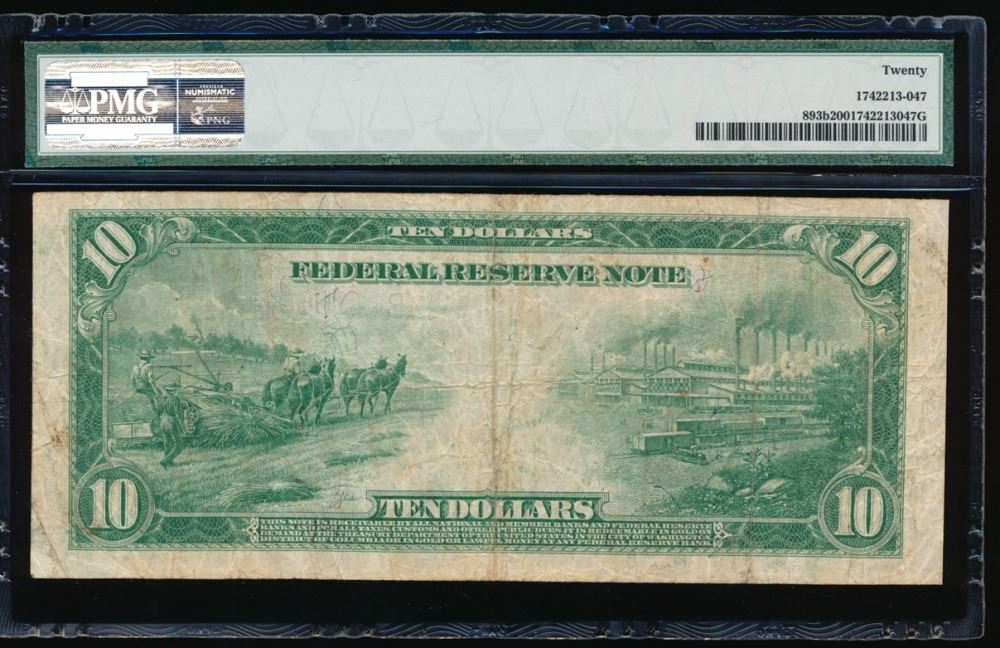 PMG
PAPER MONEY GUARANTY
AMERICAN
NUMISMATIC
ASSOCIATION
PNG
Twenty
1742213-047
893b2001742213047G
10
TEN DOLLARS
10
FEDERAL RESERVE NOTE
10
TEN DOLLARS
10
THIS NOTE IS RECEIVABLE BY ALL NATIONAL AND MEMBER BANKS AND FEDERAL RESERVE
BANKS AND FOR ALL TAXES, CUSTOMS AND OTHER PUBLIC DUES. IT IS REDEEMABLE IN GOLD ON
DEMAND AT THE TREASURY DEPARTMENT OF THE UNITED STATES IN THE CITY OF WASHINGTON,
DISTRICT OF COLUMBIA OR IN GOLD OR LAWFUL MONEY AT ANY FEDERAL RESERVE BANK.